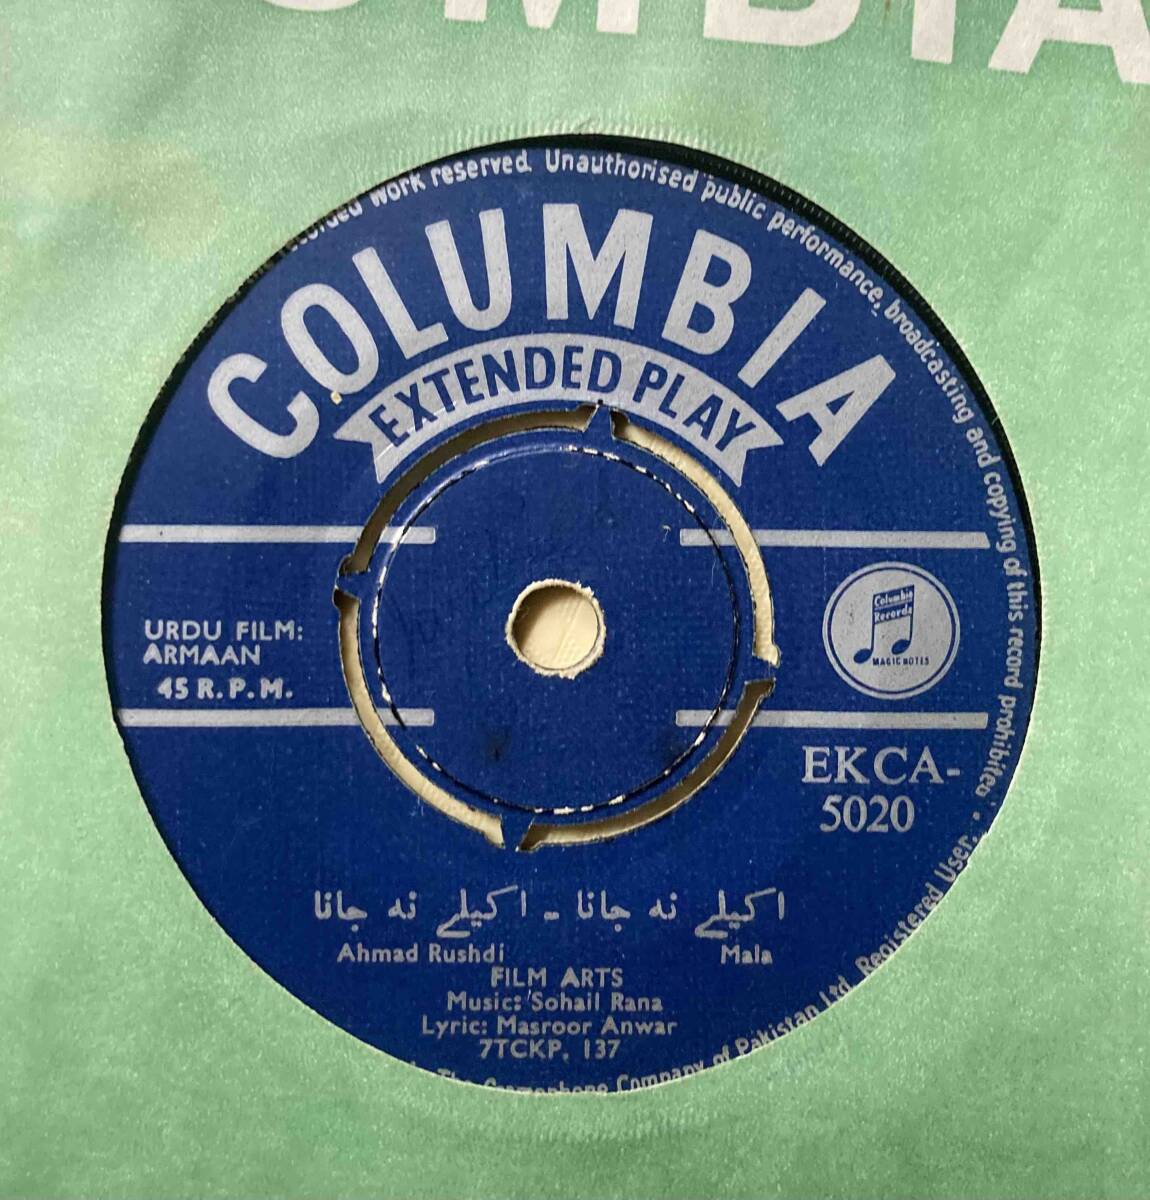 UMBIA
work reserved. Unauthorised public performance, broadcasting and copying of this record prohibited.
COLUMBIA
EXTENDED PLAY
URDU FILM:
ARMAAN
45 R.P.M.
Columbia
Records
MAGIC NOTES
EKCA-
5020
اکیلے نہ جانا - اکیلے نہ جانا
Ahmad Rushdi Mala
FILM ARTS
Music: Sohail Rana
Lyric: Masroor Anwar
7TCKP. 137
The Gramophone Company of Pakistan Ltd. Registered User.